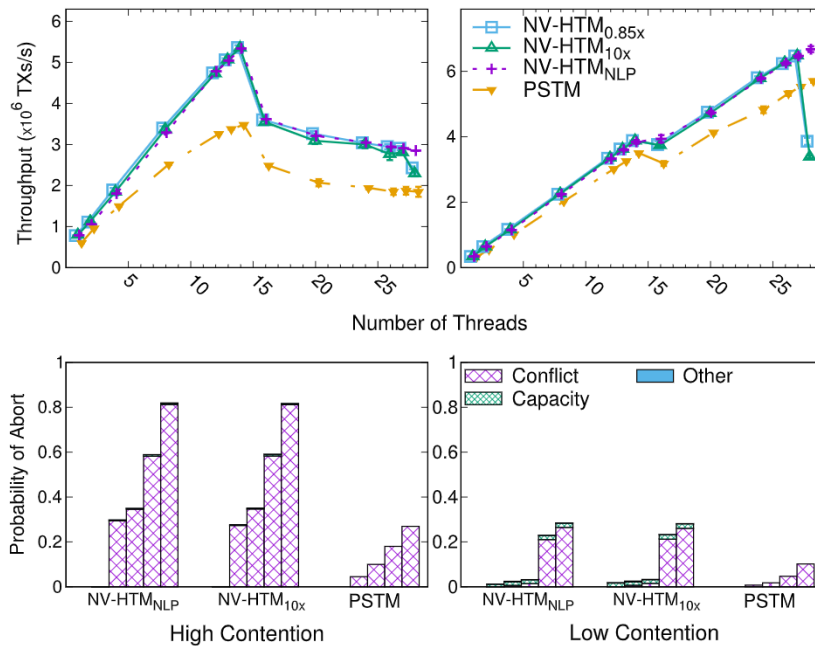 Throughput (x10⁶ TXs/s)
6
5
4
3
2
1
0
5
10
15
20
25
6
4
2
0
5
10
15
20
25
NV-HTM0.85x
NV-HTM10x
NV-HTMNLP
PSTM
Number of Threads
Probability of Abort
1
0.8
0.6
0.4
0.2
0
NV-HTMNLP NV-HTM10x PSTM
High Contention
1
0.8
0.6
0.4
0.2
0
Conflict Other
Capacity
NV-HTMNLP NV-HTM10x PSTM
Low Contention